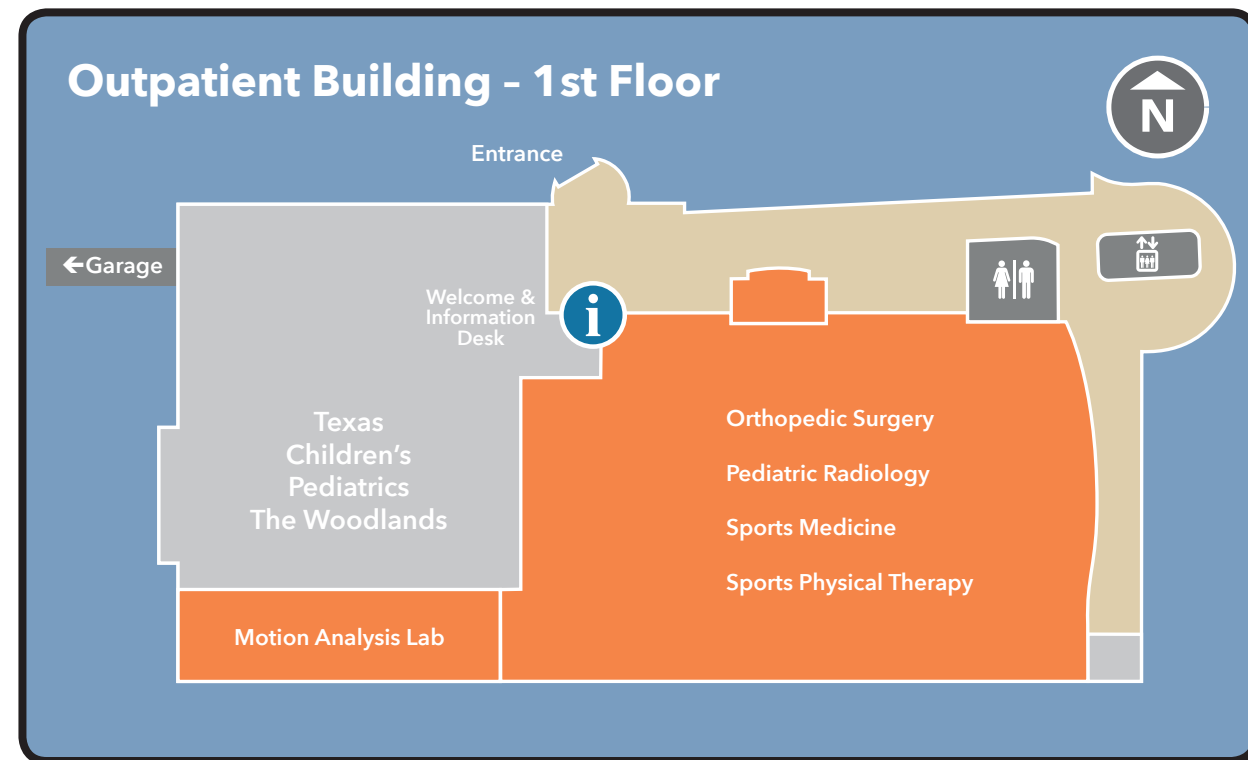 Outpatient Building – 1st Floor
N
Entrance
←Garage
Welcome &
Information
Desk
i
Texas
Children's
Pediatrics
The Woodlands
Orthopedic Surgery
Pediatric Radiology
Sports Medicine
Sports Physical Therapy
Motion Analysis Lab